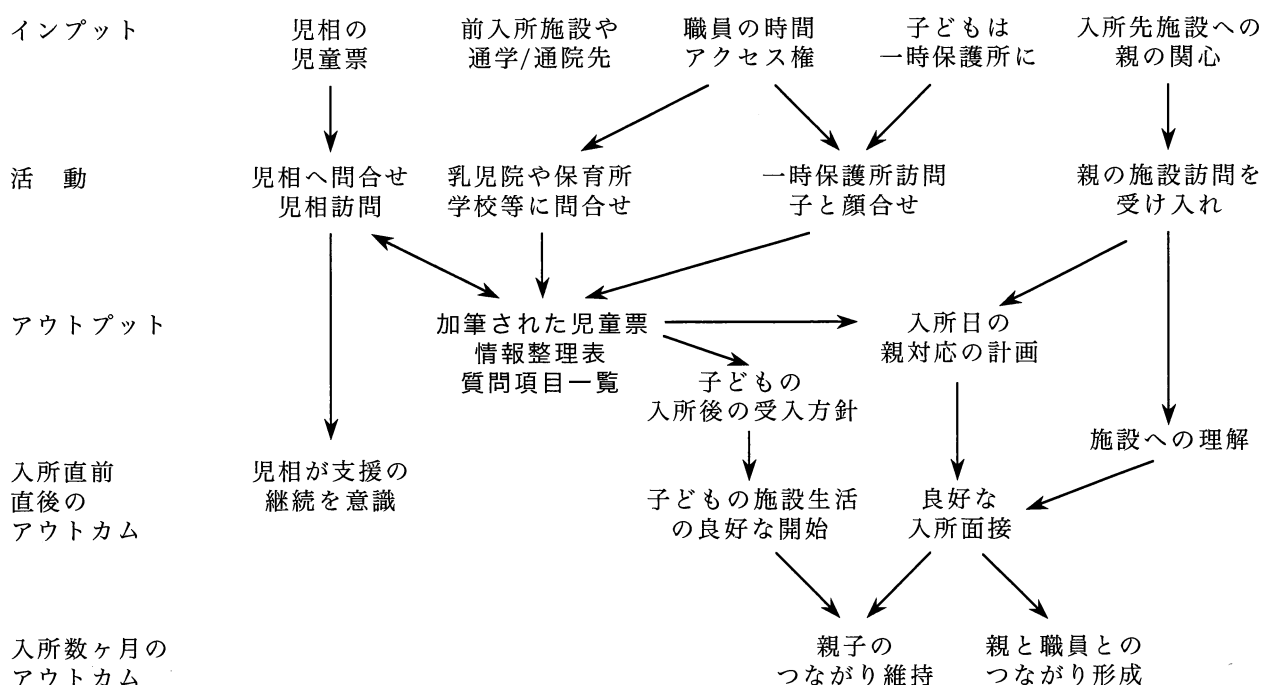 インプット
児相の
児童票
前入所施設や
通学/通院先
職員の時間
アクセス権
子どもは
一時保護所に
入所先施設への
親の関心
活　動
児相へ問合せ
児相訪問
乳児院や保育所
学校等に問合せ
一時保護所訪問
子と顔合せ
親の施設訪問を
受け入れ
アウトプット
加筆された児童票
情報整理表
質問項目一覧
入所日の
親対応の計画
子どもの
入所後の受入方針
施設への理解
入所直前
直後の
アウトカム
児相が支援の
継続を意識
子どもの施設生活
の良好な開始
良好な
入所面接
入所数ヶ月の
アウトカム
親子の
つながり維持
親と職員との
つながり形成